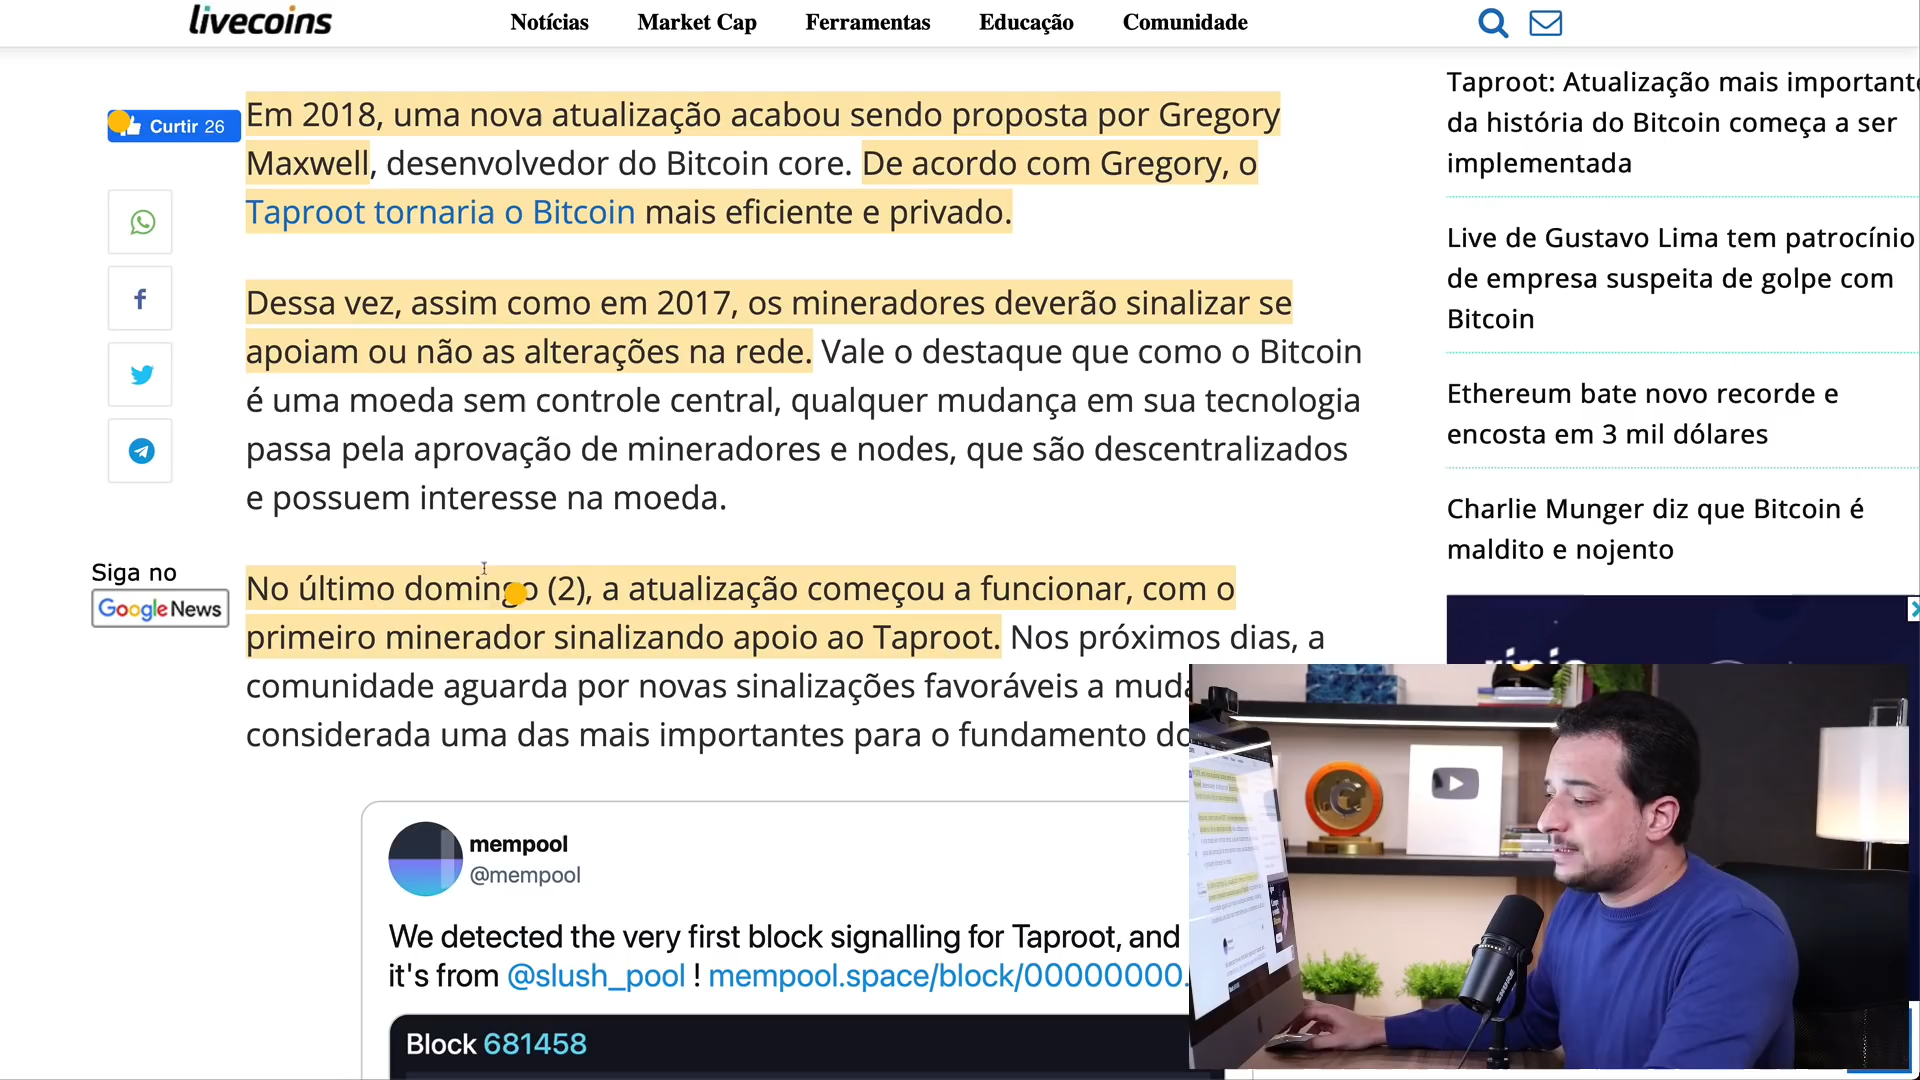 livecoins
Notícias Market Cap Ferramentas Educação Comunidade
Curtir 26
Em 2018, uma nova atualização acabou sendo proposta por Gregory
Maxwell, desenvolvedor do Bitcoin core. De acordo com Gregory, o
Taproot tornaria o Bitcoin mais eficiente e privado.
Dessa vez, assim como em 2017, os mineradores deverão sinalizar se
apoiam ou não as alterações na rede. Vale o destaque que como o Bitcoin
é uma moeda sem controle central, qualquer mudança em sua tecnologia
passa pela aprovação de mineradores e nodes, que são descentralizados
e possuem interesse na moeda.
Siga no
Google News
No último domingo (2), a atualização começou a funcionar, com o
primeiro minerador sinalizando apoio ao Taproot. Nos próximos dias, a
comunidade aguarda por novas sinalizações favoráveis a muda
considerada uma das mais importantes para o fundamento do
mempool
@mempool
We detected the very first block signalling for Taproot, and
it's from @slush_pool ! mempool.space/block/00000000.
Block 681458
Taproot: Atualização mais important
da história do Bitcoin começa a ser
implementada
Live de Gustavo Lima tem patrocínio
de empresa suspeita de golpe com
Bitcoin
Ethereum bate novo recorde e
encosta em 3 mil dólares
Charlie Munger diz que Bitcoin é
maldito e nojento